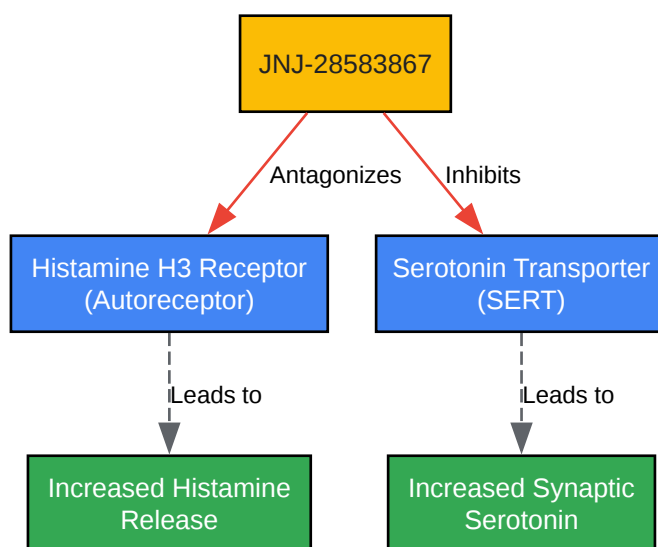 JNJ-28583867
Antagonizes
Inhibits
Histamine H3 Receptor
(Autoreceptor)
Serotonin Transporter
(SERT)
Leads to
Leads to
Increased Histamine
Release
Increased Synaptic
Serotonin